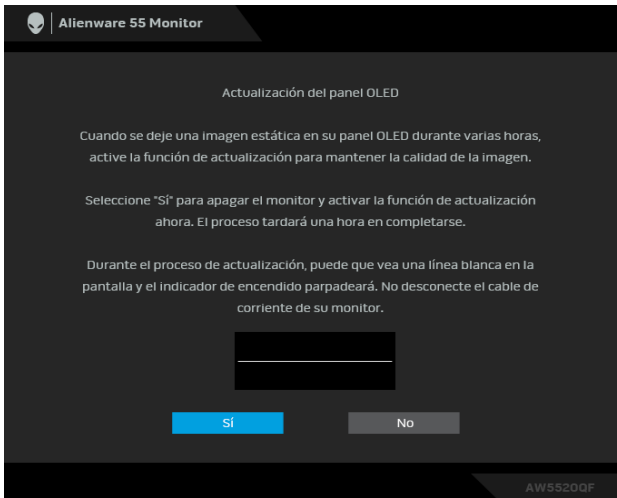 Alienware 55 Monitor
Actualización del panel OLED
Cuando se deje una imagen estática en su panel OLED durante varias horas,
active la función de actualización para mantener la calidad de la imagen.
Seleccione "Sí" para apagar el monitor y activar la función de actualización
ahora. El proceso tardará una hora en completarse.
Durante el proceso de actualización, puede que vea una línea blanca en la
pantalla y el indicador de encendido parpadeará. No desconecte el cable de
corriente de su monitor.
Sí
No
AW5520QF